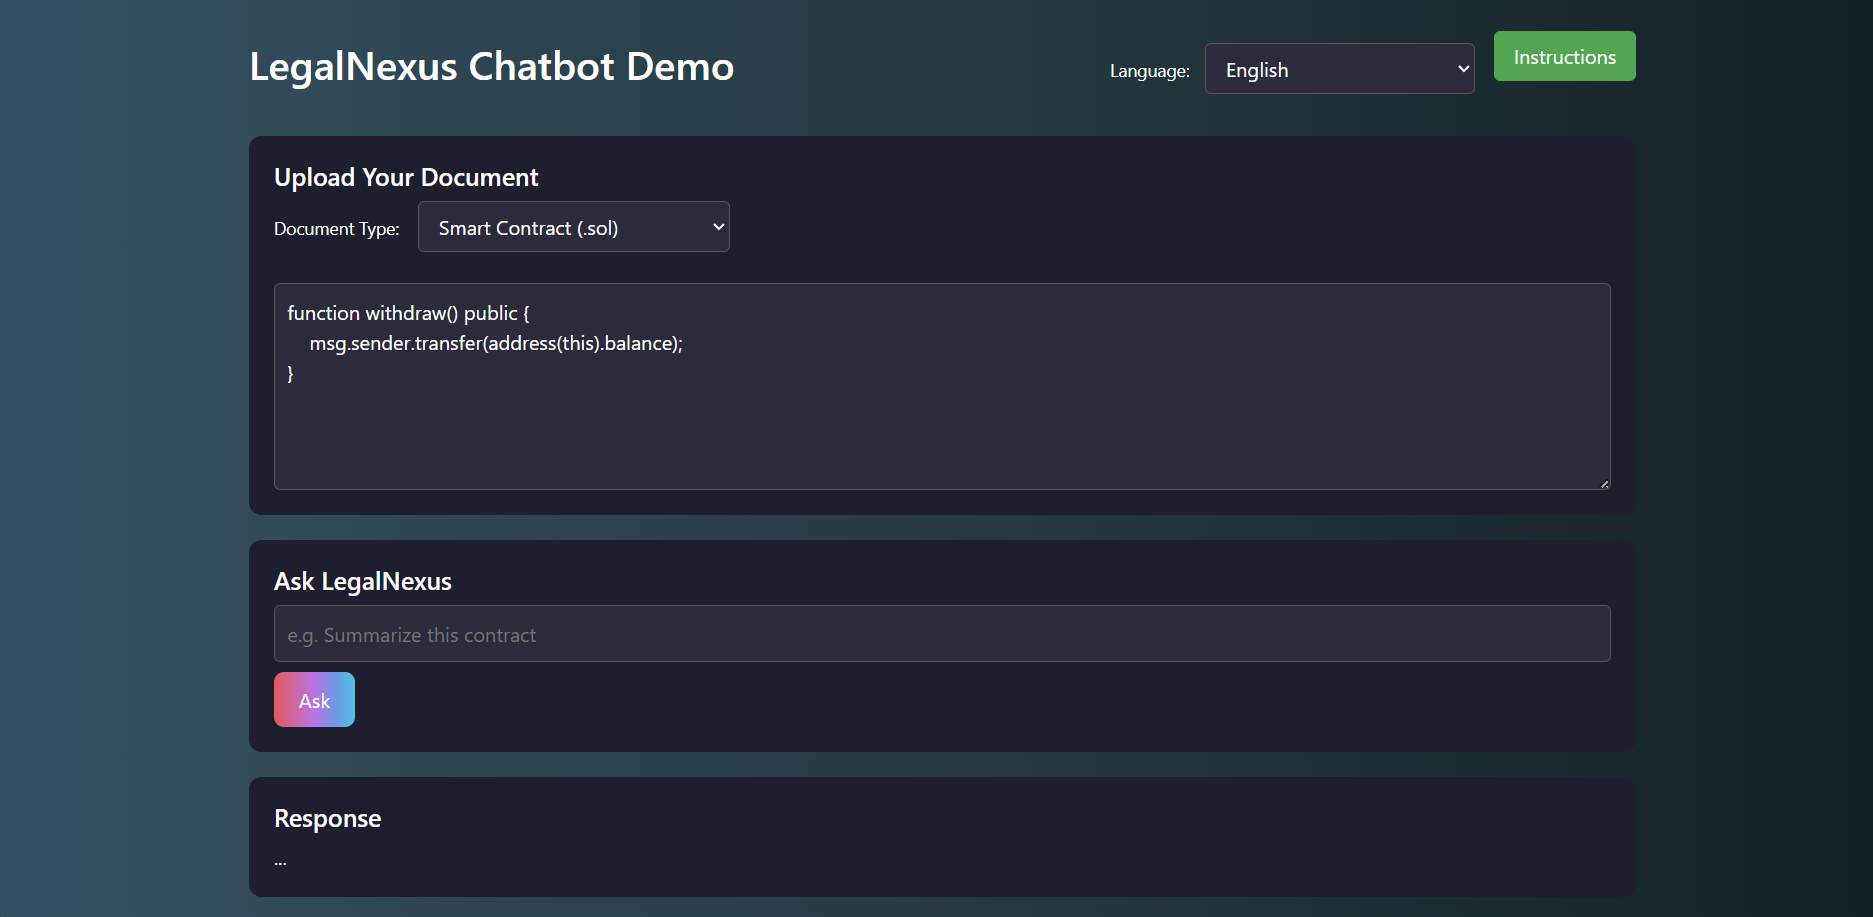 LegalNexus Chatbot Demo
Language:
English
Instructions
Upload Your Document
Document Type:
Smart Contract (.sol)
function withdraw() public {
    msg.sender.transfer(address(this).balance);
}
Ask LegalNexus
e.g. Summarize this contract
Ask
Response
...